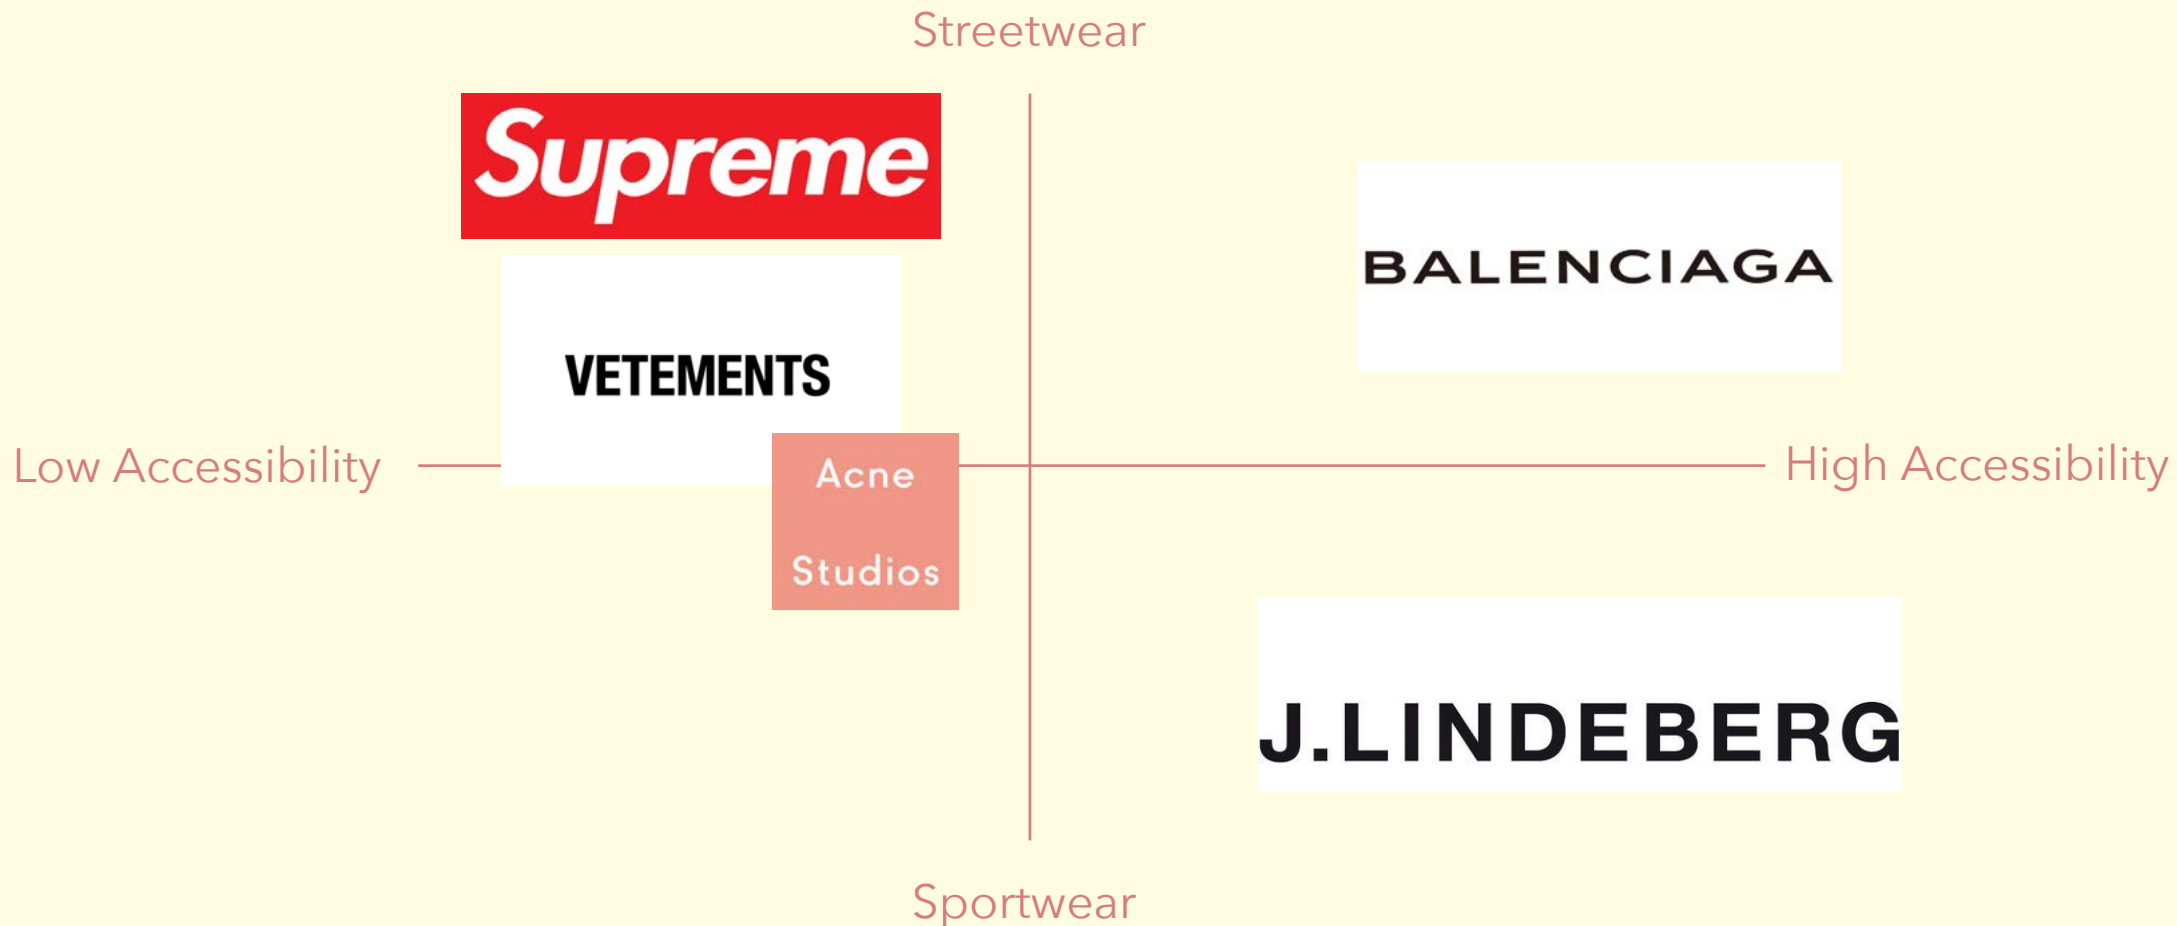 Streetwear
Supreme
BALENCIAGA
VETEMENTS
Low Accessibility
High Accessibility
Acne
Studios
J.LINDEBERG
Sportwear